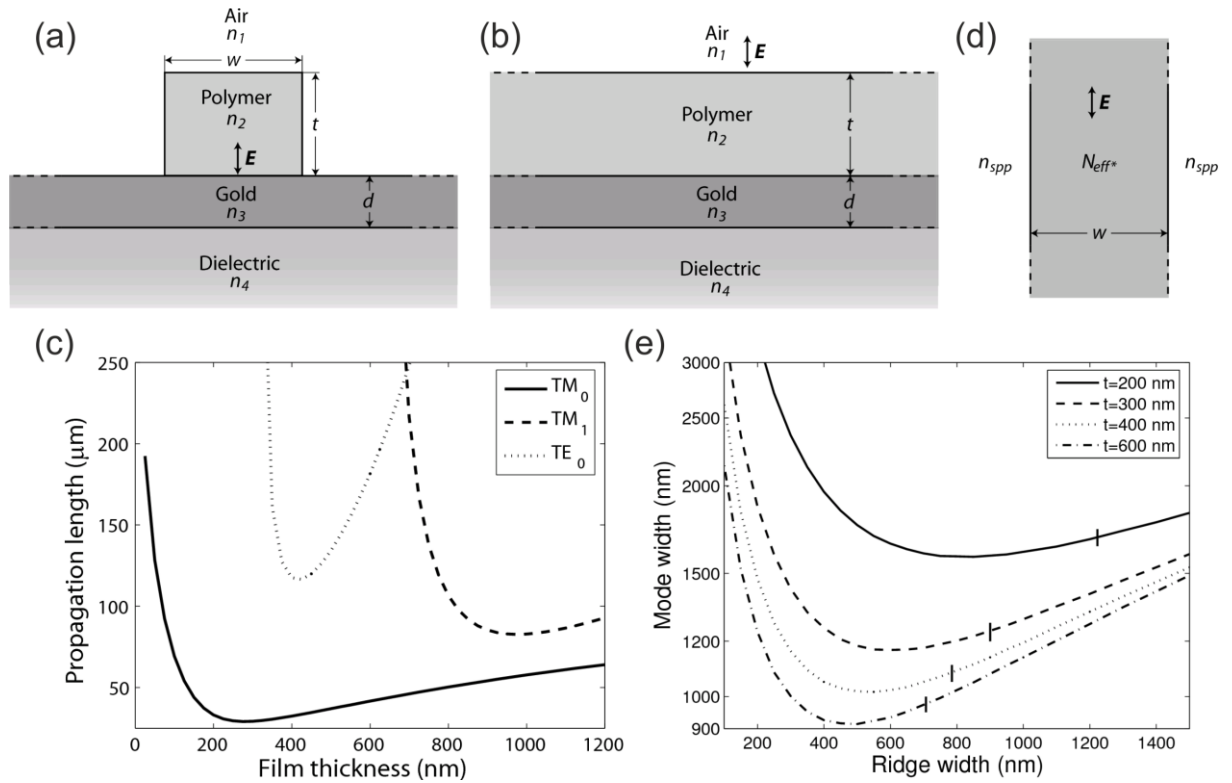 (a)
Air
n1
w
Polymer
n2
t
E
Gold
n3
d
Dielectric
n4
(b)
Air
n1
E
Polymer
n2
t
Gold
n3
d
Dielectric
n4
(d)
E
nspp
Neff*
nspp
w
(c)
250
200
150
100
50
0 200 400 600 800 1000 1200
Propagation length (μm)
Film thickness (nm)
TM0
TM1
TE0
(e)
3000
2500
2000
1500
1200
1000
900
200 400 600 800 1000 1200 1400
Mode width (nm)
Ridge width (nm)
t=200 nm
t=300 nm
t=400 nm
t=600 nm